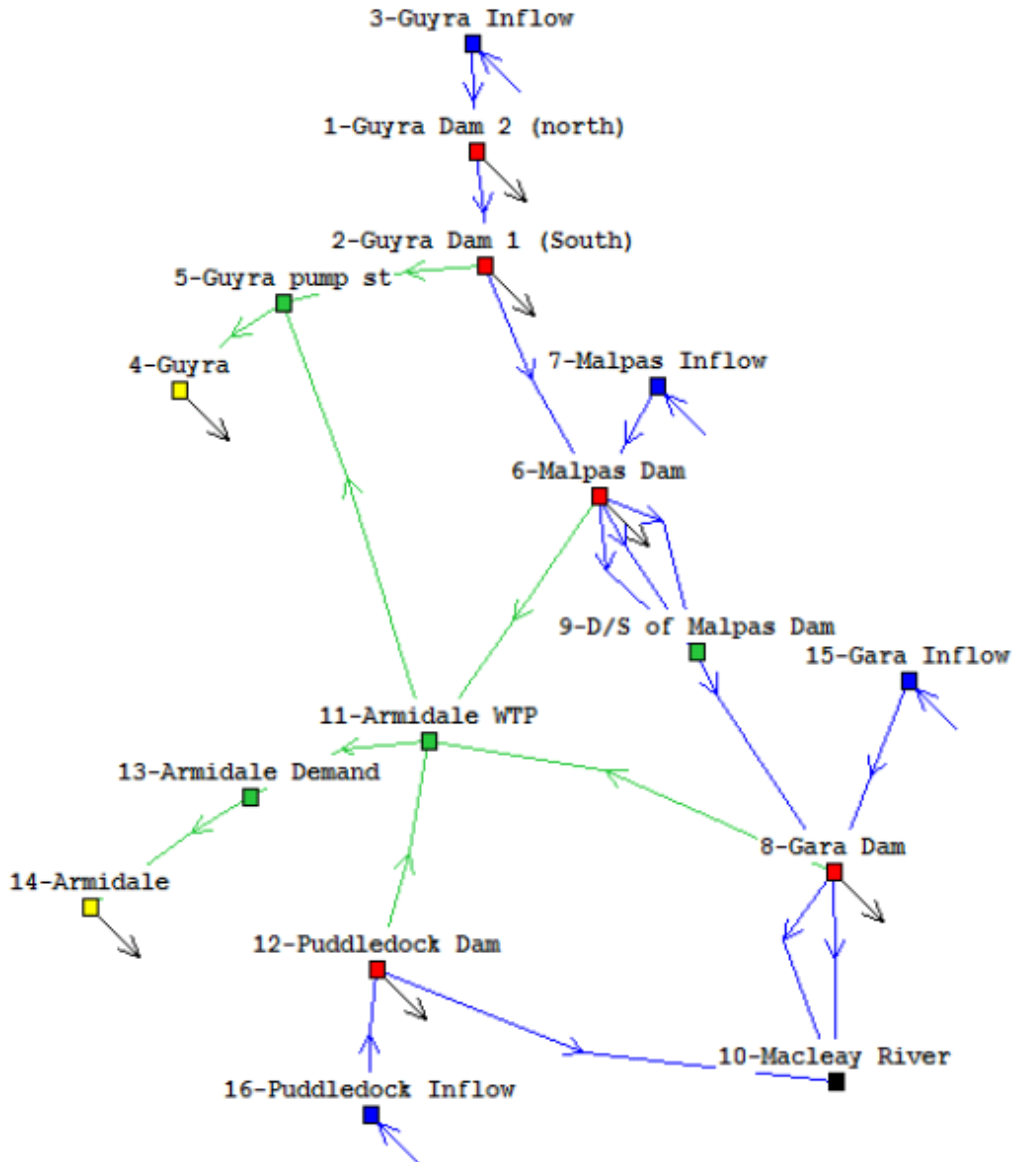 3-Guyra Inflow
1-Guyra Dam 2 (north)
2-Guyra Dam 1 (South)
5-Guyra pump st
4-Guyra
7-Malpas Inflow
6-Malpas Dam
9-D/S of Malpas Dam
15-Gara Inflow
11-Armidale WTP
13-Armidale Demand
8-Gara Dam
14-Armidale
12-Puddledock Dam
10-Macleay River
16-Puddledock Inflow